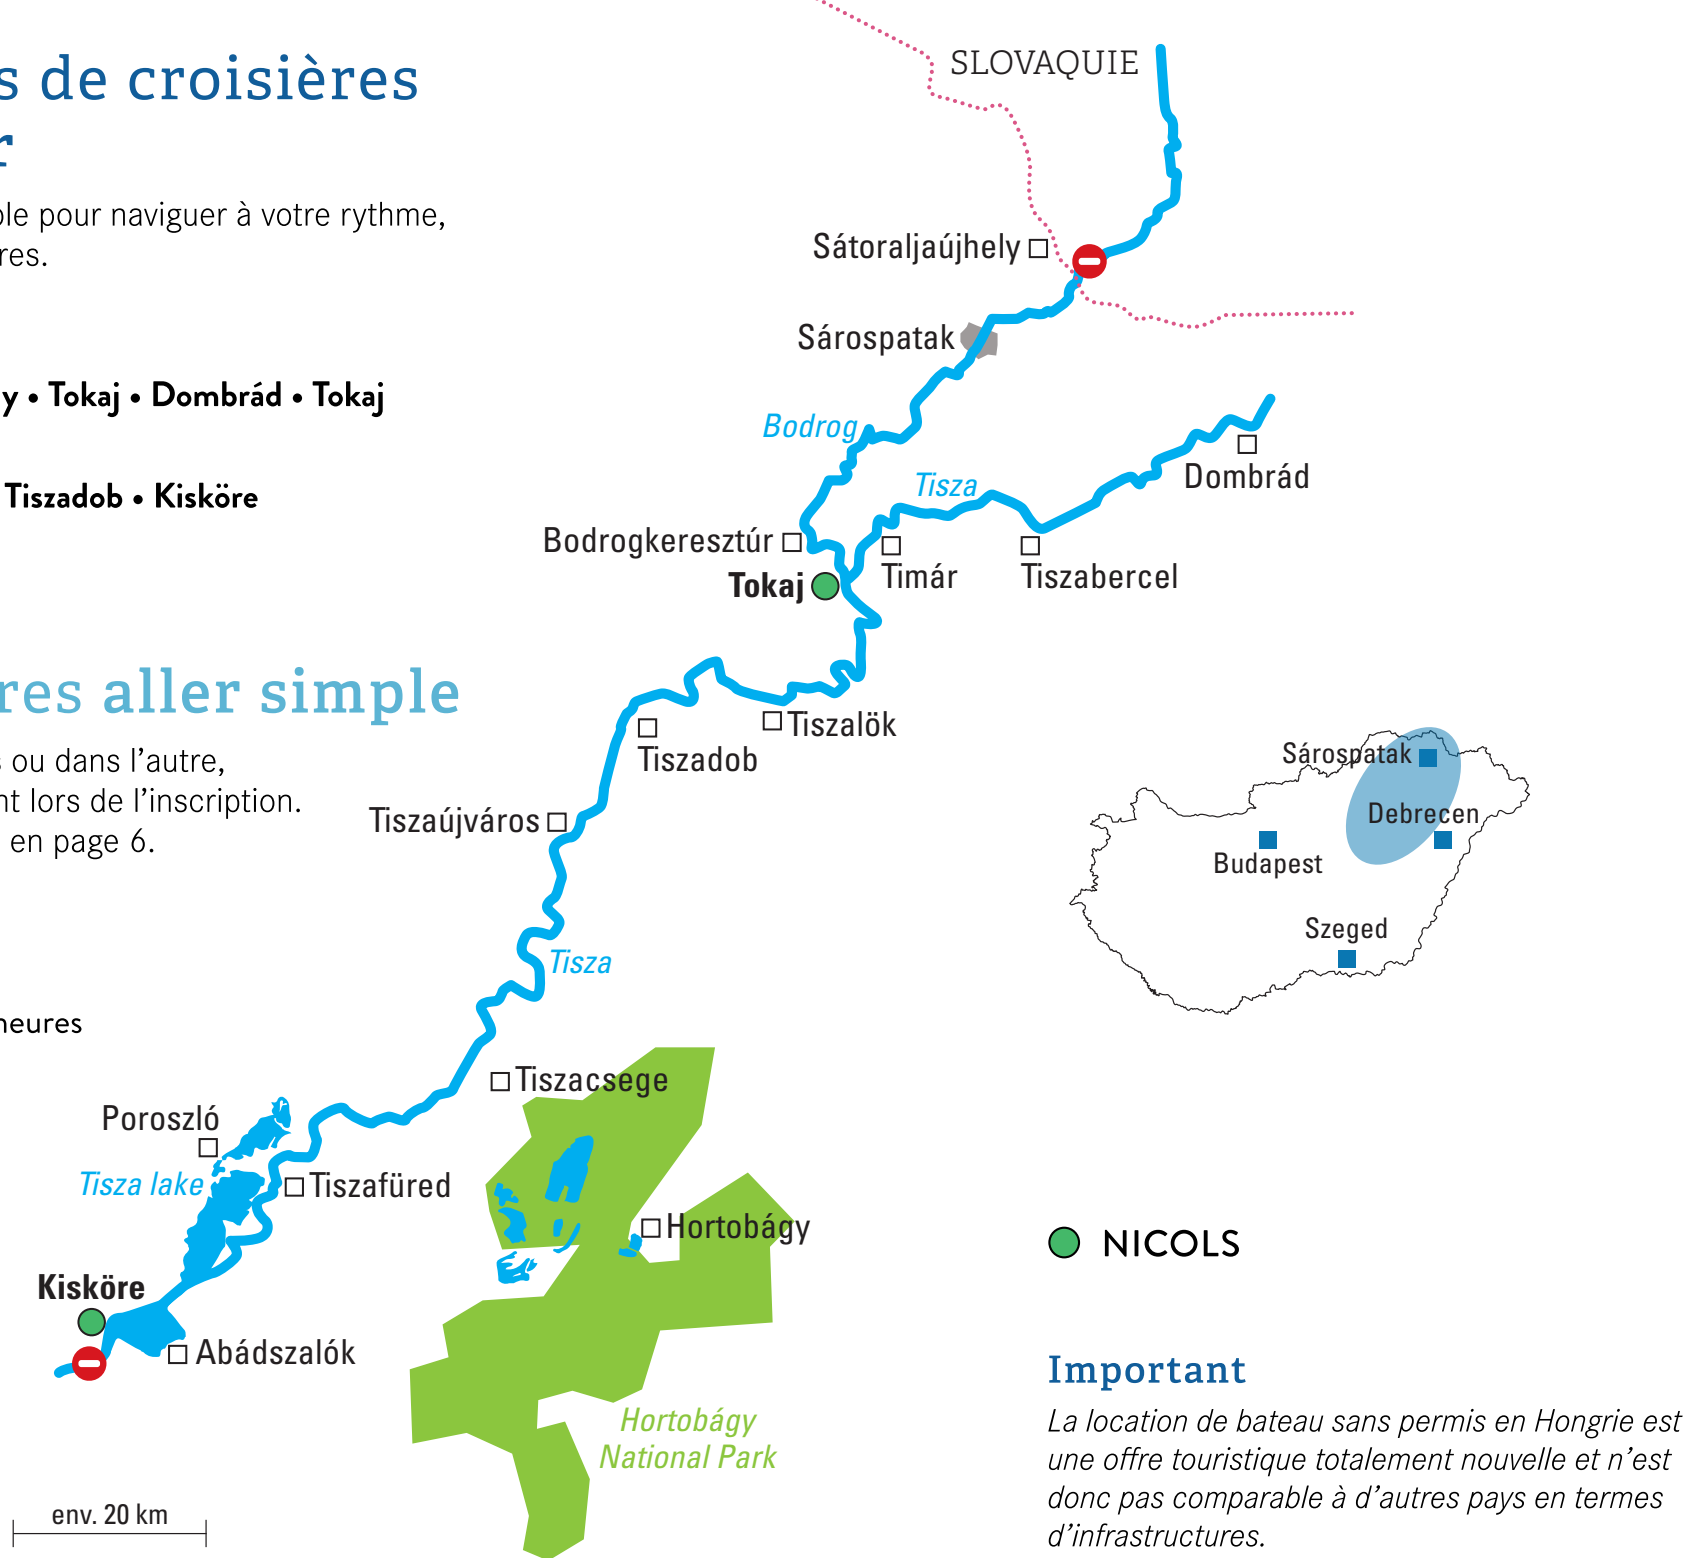 s de croisières
r
ble pour naviguer à votre rythme,
res.
y • Tokaj • Dombrád • Tokaj
Tiszadob • Kisköre
res aller simple
s ou dans l'autre,
nt lors de l'inscription.
en page 6.
heures
SLOVAQUIE
Sátoraljaújhely
Sárospatak
Bodrog
Tisza
Dombrád
Bodrogkeresztúr
Tokaj
Timár
Tiszabercel
Tiszalök
Tiszadob
Tiszaújváros
Tisza
Tiszacsege
Poroszló
Tisza lake
Tiszafüred
Hortobágy
Kisköre
Abádszalók
Hortobágy
National Park
env. 20 km
Sárospatak
Debrecen
Budapest
Szeged
NICOLS
Important
La location de bateau sans permis en Hongrie est
une offre touristique totalement nouvelle et n'est
donc pas comparable à d'autres pays en termes
d'infrastructures.